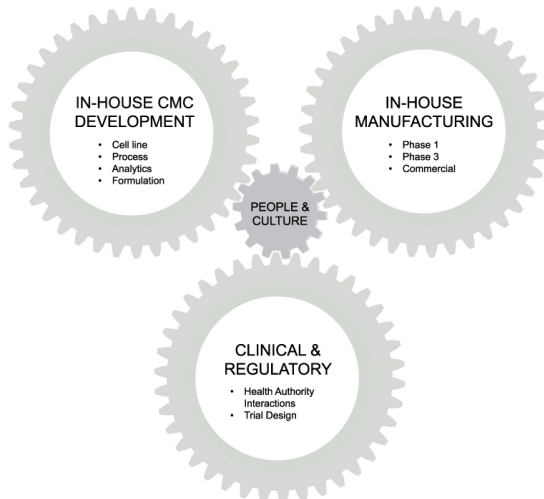 IN-HOUSE CMC
DEVELOPMENT
• Cell line
• Process
• Analytics
• Formulation
IN-HOUSE
MANUFACTURING
• Phase 1
• Phase 3
• Commercial
PEOPLE &
CULTURE
CLINICAL &
REGULATORY
• Health Authority
Interactions
• Trial Design